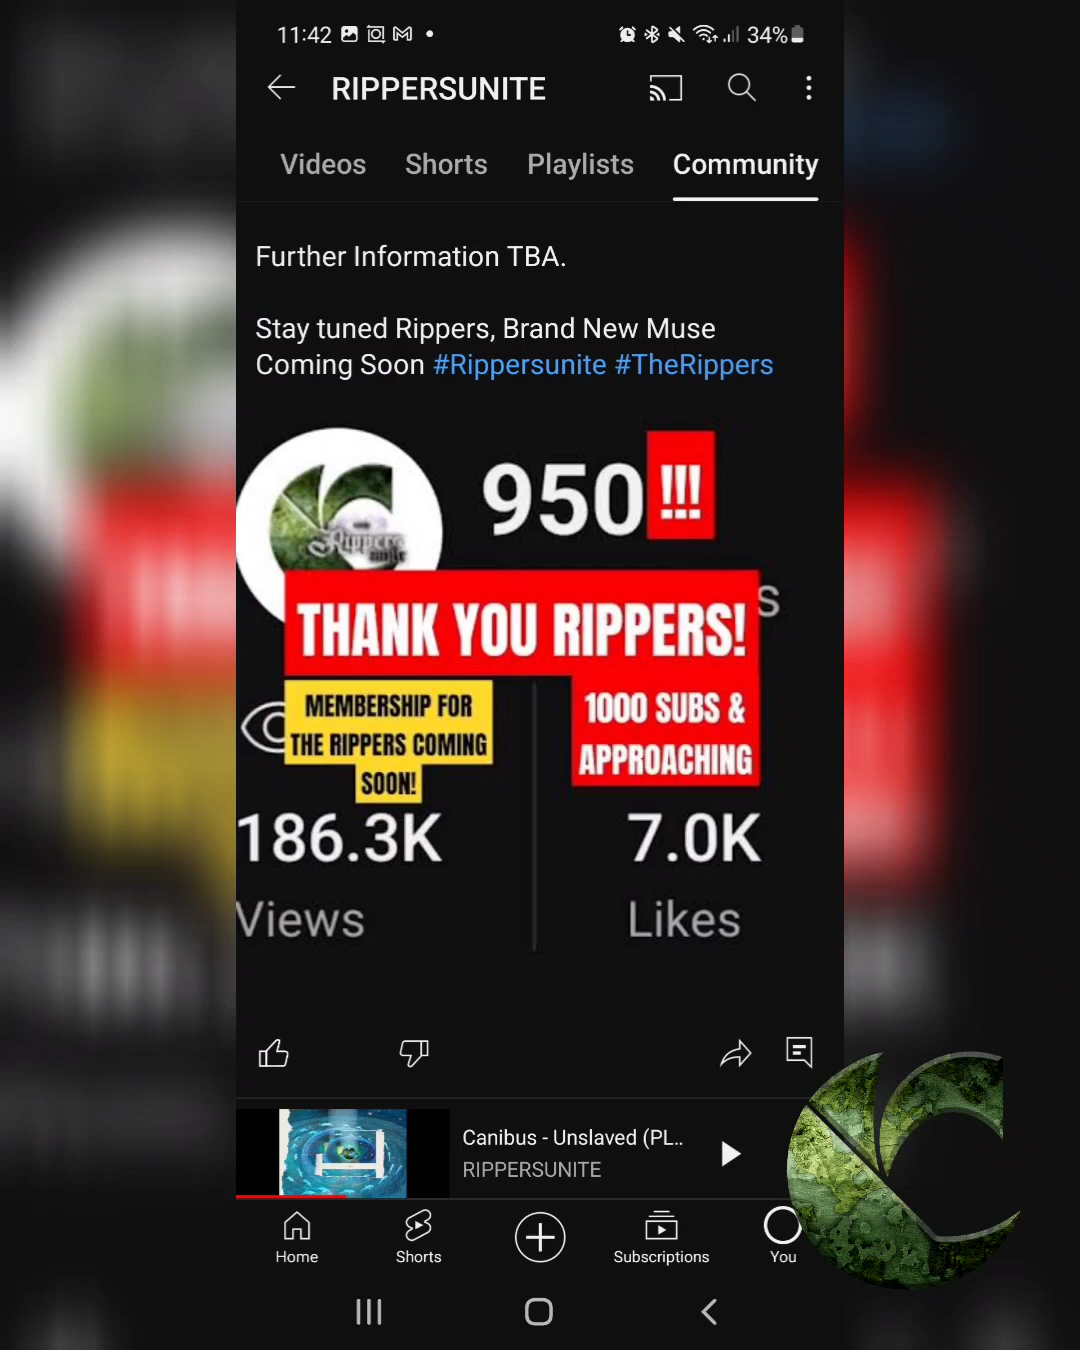 11:42
34%
RIPPERSUNITE
Videos Shorts Playlists Community
Further Information TBA.
Stay tuned Rippers, Brand New Muse
Coming Soon #Rippersunite #TheRippers
950 !!!
Rippers
unite
THANK YOU RIPPERS!
s
MEMBERSHIP FOR
THE RIPPERS COMING
SOON!
1000 SUBS &
APPROACHING
186.3K
Views
7.0K
Likes
Canibus - Unslaved (PL..
RIPPERSUNITE
Home Shorts Subscriptions You